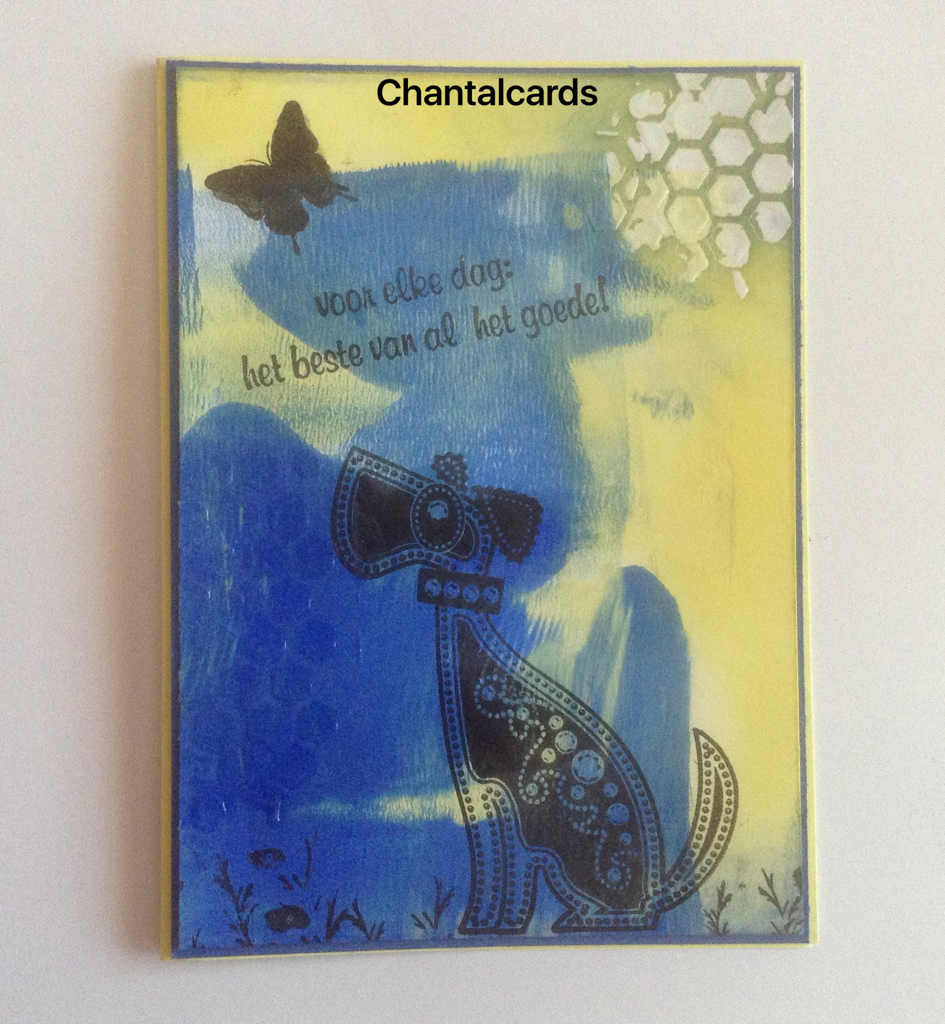 Chantalcards
voor elke dag:
het beste van al het goede!